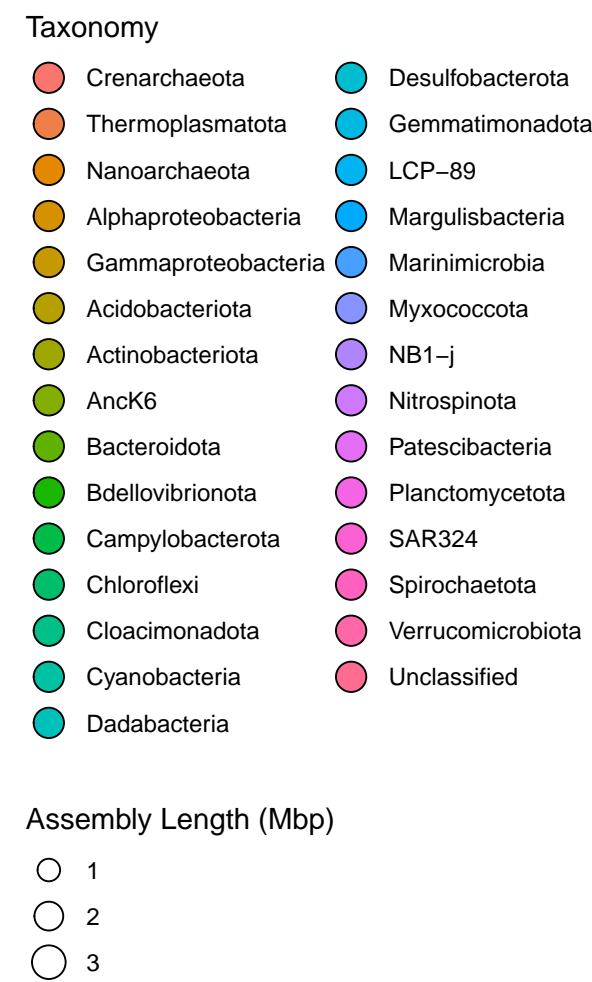 Taxonomy
Crenarchaeota
Thermoplasmatota
Nanoarchaeota
Alphaproteobacteria
Gammaproteobacteria
Acidobacteriota
Actinobacteriota
AncK6
Bacteroidota
Bdellovibrionota
Campylobacterota
Chloroflexi
Cloacimonadota
Cyanobacteria
Dadabacteria
Desulfobacterota
Gemmatimonadota
LCP−89
Margulisbacteria
Marinimicrobia
Myxococcota
NB1−j
Nitrospinota
Patescibacteria
Planctomycetota
SAR324
Spirochaetota
Verrucomicrobiota
Unclassified
Assembly Length (Mbp)
1
2
3